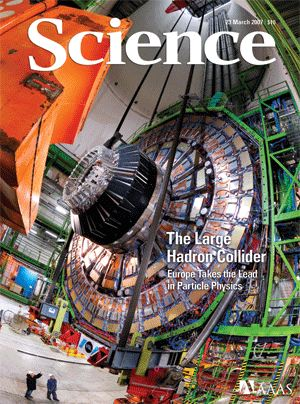 23 March 2007 | $10
Science
The Large
Hadron Collider
Europe Takes the Lead
in Particle Physics
AAAS